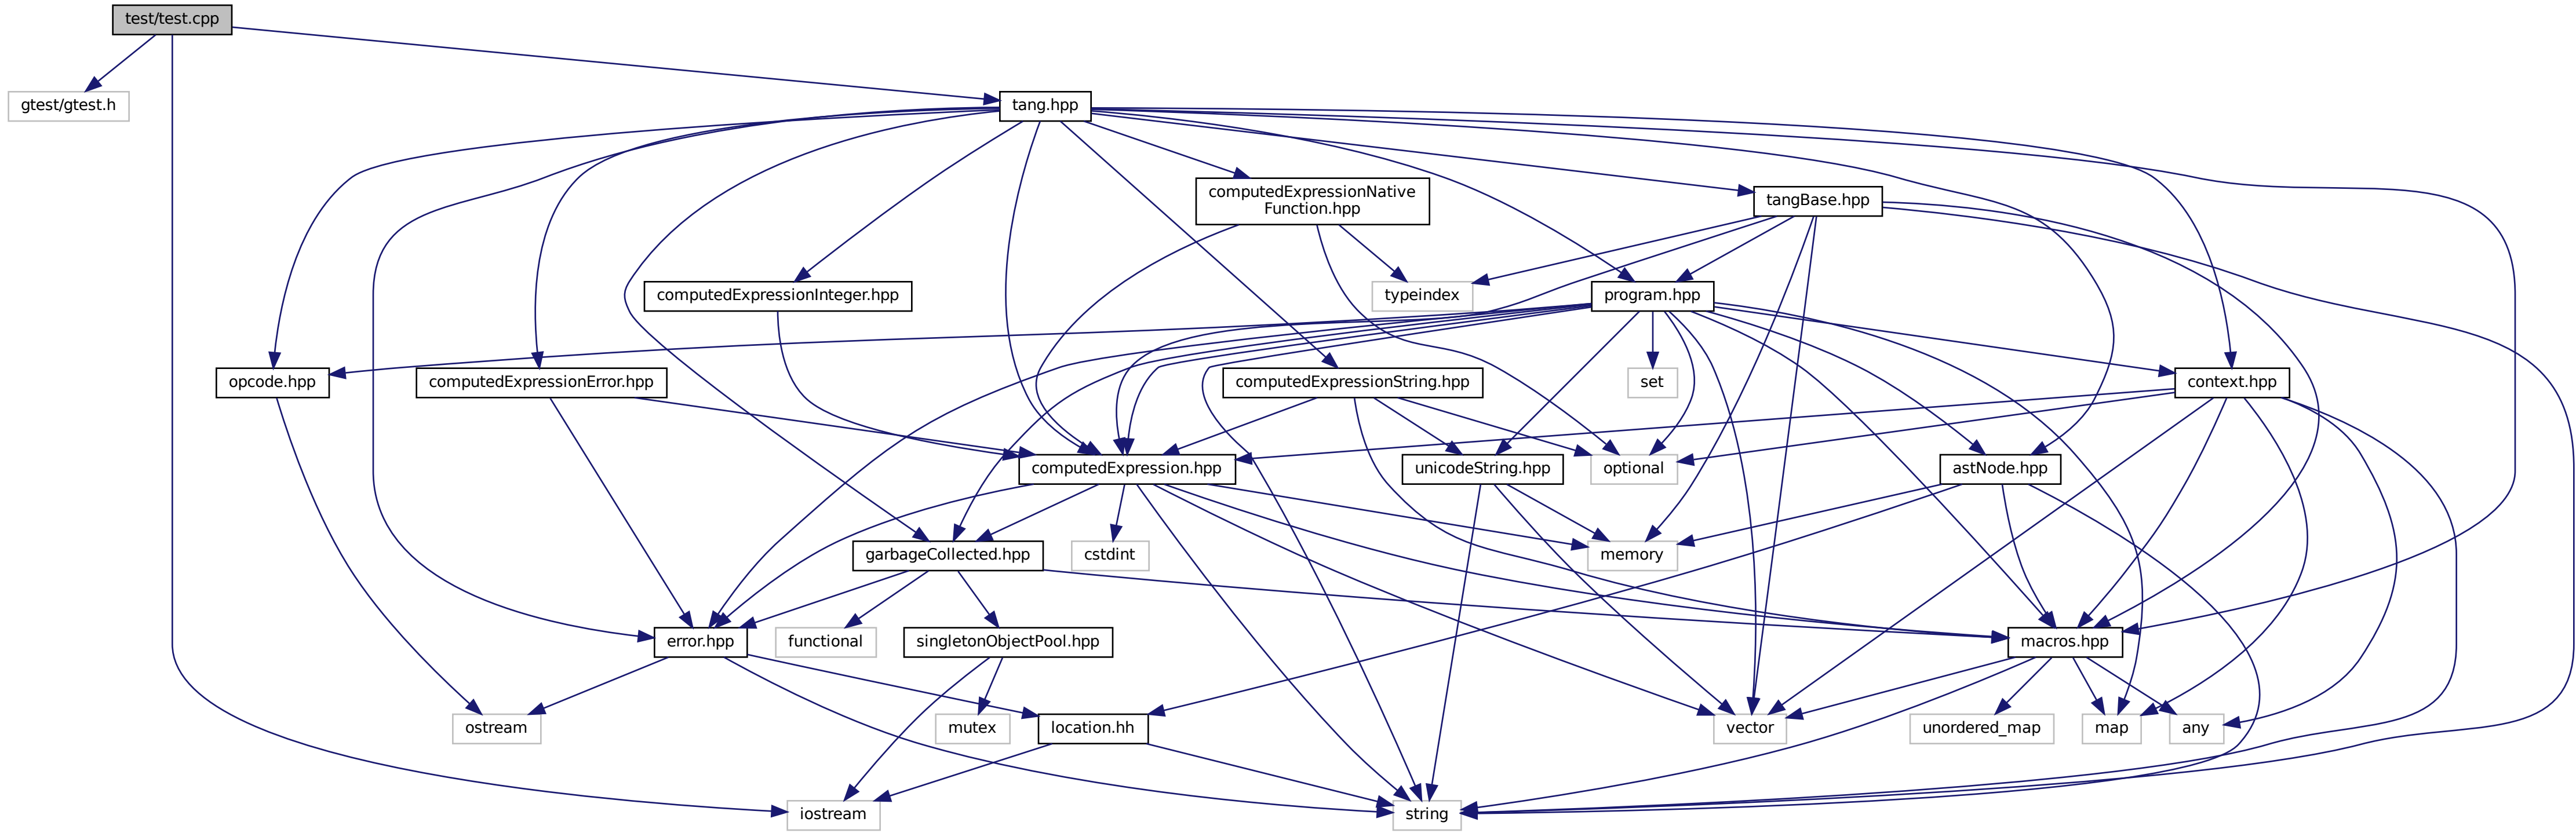 test/test.cpp
gtest/gtest.h
tang.hpp
computedExpressionNative
Function.hpp
tangBase.hpp
computedExpressionInteger.hpp
typeindex
program.hpp
opcode.hpp
computedExpressionError.hpp
computedExpressionString.hpp
set
context.hpp
computedExpression.hpp
unicodeString.hpp
optional
astNode.hpp
garbageCollected.hpp
cstdint
memory
error.hpp
functional
singletonObjectPool.hpp
macros.hpp
ostream
mutex
location.hh
vector
unordered_map
map
any
iostream
string